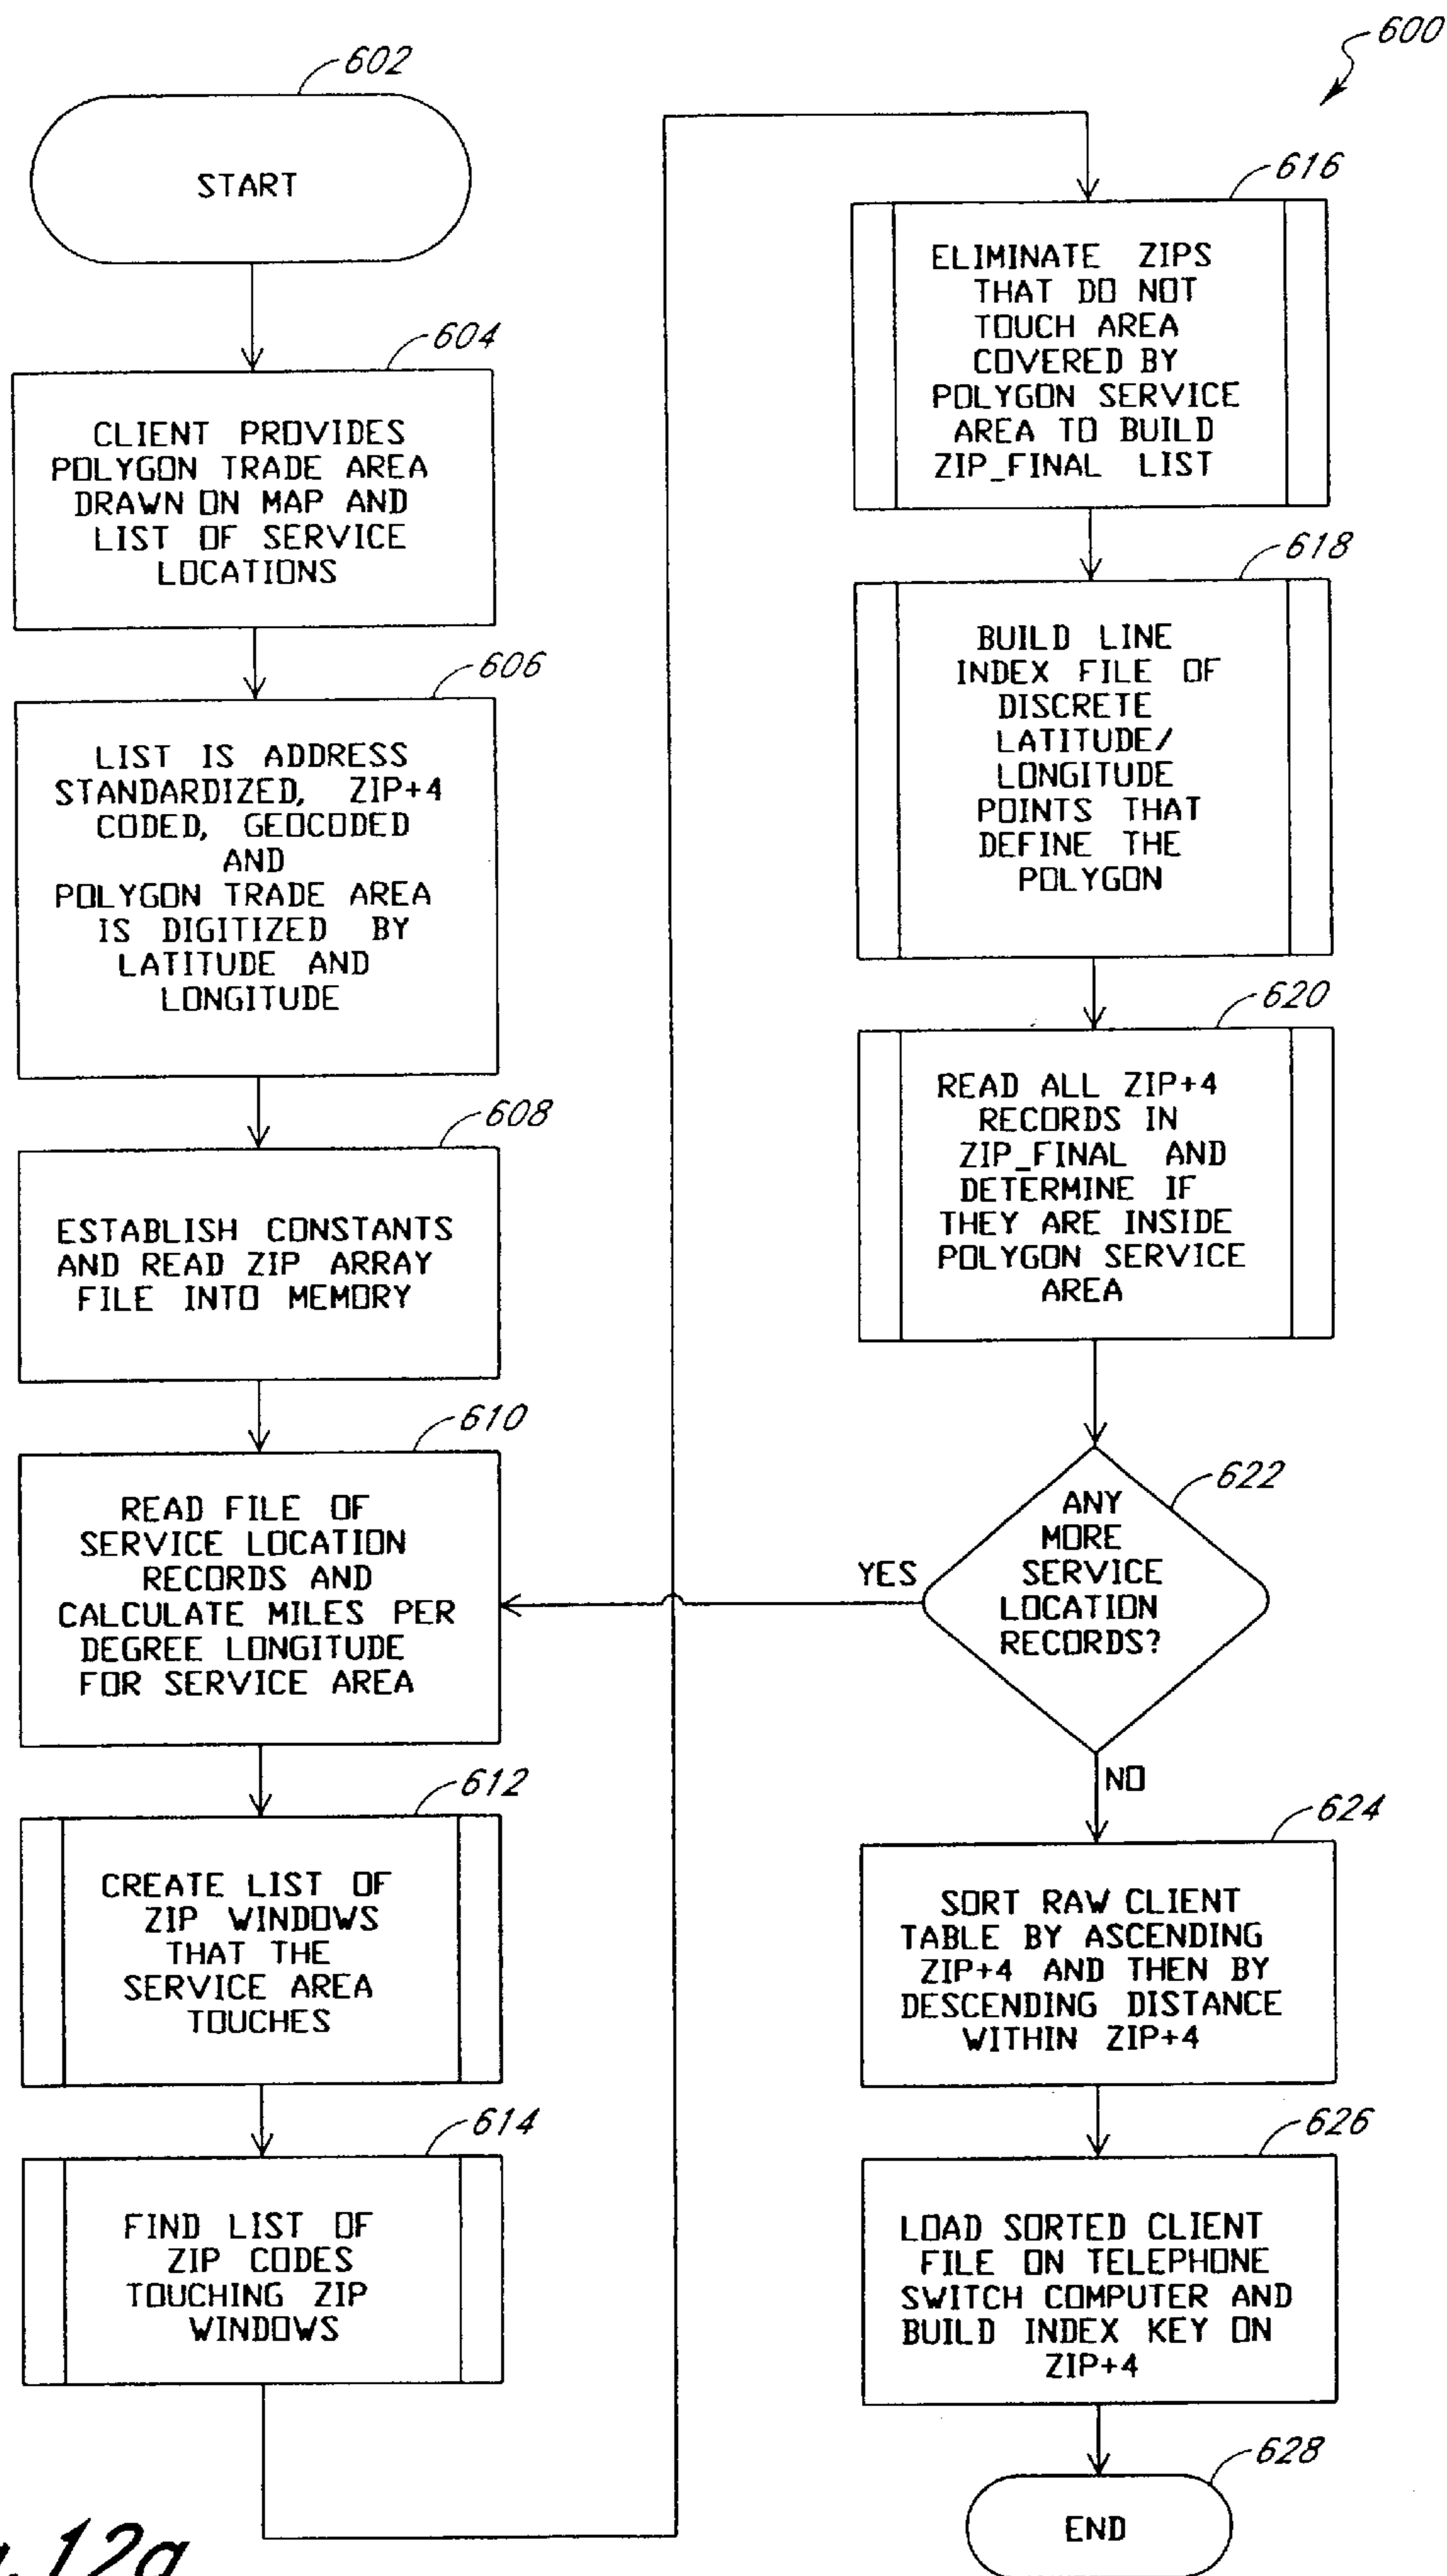 600
602
START
604
CLIENT PROVIDES
POLYGON TRADE AREA
DRAWN ON MAP AND
LIST OF SERVICE
LOCATIONS
606
LIST IS ADDRESS
STANDARDIZED, ZIP+4
CODED, GEOCODED
AND
POLYGON TRADE AREA
IS DIGITIZED BY
LATITUDE AND
LONGITUDE
608
ESTABLISH CONSTANTS
AND READ ZIP ARRAY
FILE INTO MEMORY
610
READ FILE OF
SERVICE LOCATION
RECORDS AND
CALCULATE MILES PER
DEGREE LONGITUDE
FOR SERVICE AREA
612
CREATE LIST OF
ZIP WINDOWS
THAT THE
SERVICE AREA
TOUCHES
614
FIND LIST OF
ZIP CODES
TOUCHING ZIP
WINDOWS
616
ELIMINATE ZIPS
THAT DO NOT
TOUCH AREA
COVERED BY
POLYGON SERVICE
AREA TO BUILD
ZIP_FINAL LIST
618
BUILD LINE
INDEX FILE OF
DISCRETE
LATITUDE/
LONGITUDE
POINTS THAT
DEFINE THE
POLYGON
620
READ ALL ZIP+4
RECORDS IN
ZIP_FINAL AND
DETERMINE IF
THEY ARE INSIDE
POLYGON SERVICE
AREA
622
ANY
MORE
SERVICE
LOCATION
RECORDS?
YES
NO
624
SORT RAW CLIENT
TABLE BY ASCENDING
ZIP+4 AND THEN BY
DESCENDING DISTANCE
WITHIN ZIP+4
626
LOAD SORTED CLIENT
FILE ON TELEPHONE
SWITCH COMPUTER AND
BUILD INDEX KEY ON
ZIP+4
628
END
12a